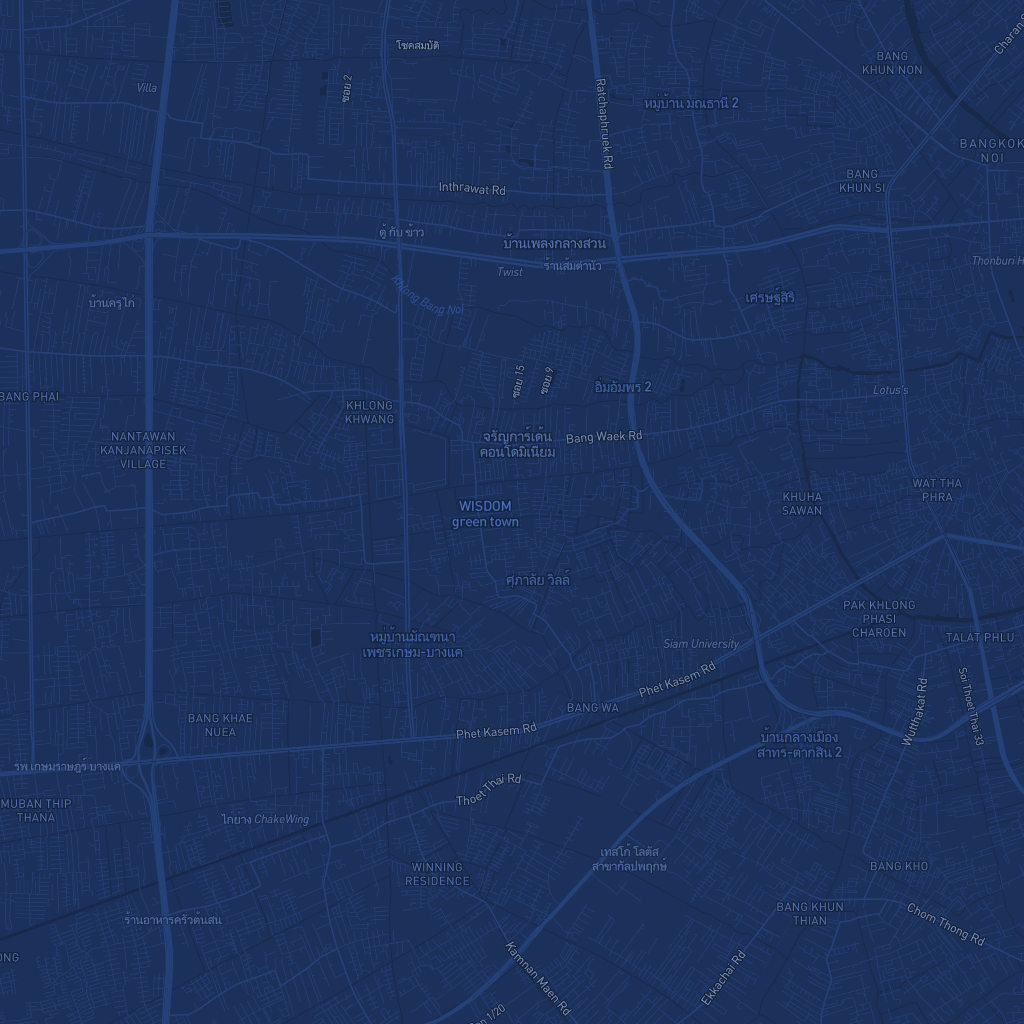 โชคสมบัติ
Charan S
BANG
KHUN NON
Villa
ซอย 2
Ratchaphruek Rd
หมู่บ้าน มณธานี 2
BANGKOK
NOI
BANG
KHUN SI
Inthrawat Rd
ตู้ กับ ข้าว
บ้านเพลงกลางสวน
ร้านส้มตำนัว
Twist
Thonburi H
Khlong Bang Noi
บ้านครูไก่
เศรษฐ์สิริ
ซอย 15
ซอย 9
อิ่มอัมพร 2
Lotus's
BANG PHAI
KHLONG
KHWANG
NANTAWAN
KANJANAPISEK
VILLAGE
จรัญการ์เด้น
คอนโดมิเนียม
Bang Waek Rd
WAT THA
PHRA
KHUHA
SAWAN
WISDOM
green town
ศุภาลัย วิลล์
PAK KHLONG
PHASI
CHAROEN
หมู่บ้านมัณฑนา
เพชรเกษม-บางแค
Siam University
TALAT PHLU
Phet Kasem Rd
Soi Thoet Thai 33
Wutthakat Rd
BANG KHAE
NUEA
BANG WA
Phet Kasem Rd
บ้านกลางเมือง
สาทร-ตากสิน 2
รพ เกษมราษฎร์ บางแค
Thoet Thai Rd
MUBAN THIP
THANA
ไก่ย่าง ChakeWing
เทสโก้ โลตัส
สาขากัลปพฤกษ์
WINNING
RESIDENCE
BANG KHO
BANG KHUN
THIAN
ร้านอาหารครัวต้นสน
Chom Thong Rd
ONG
Kamnan Maen Rd
Ekkachai Rd
1/20